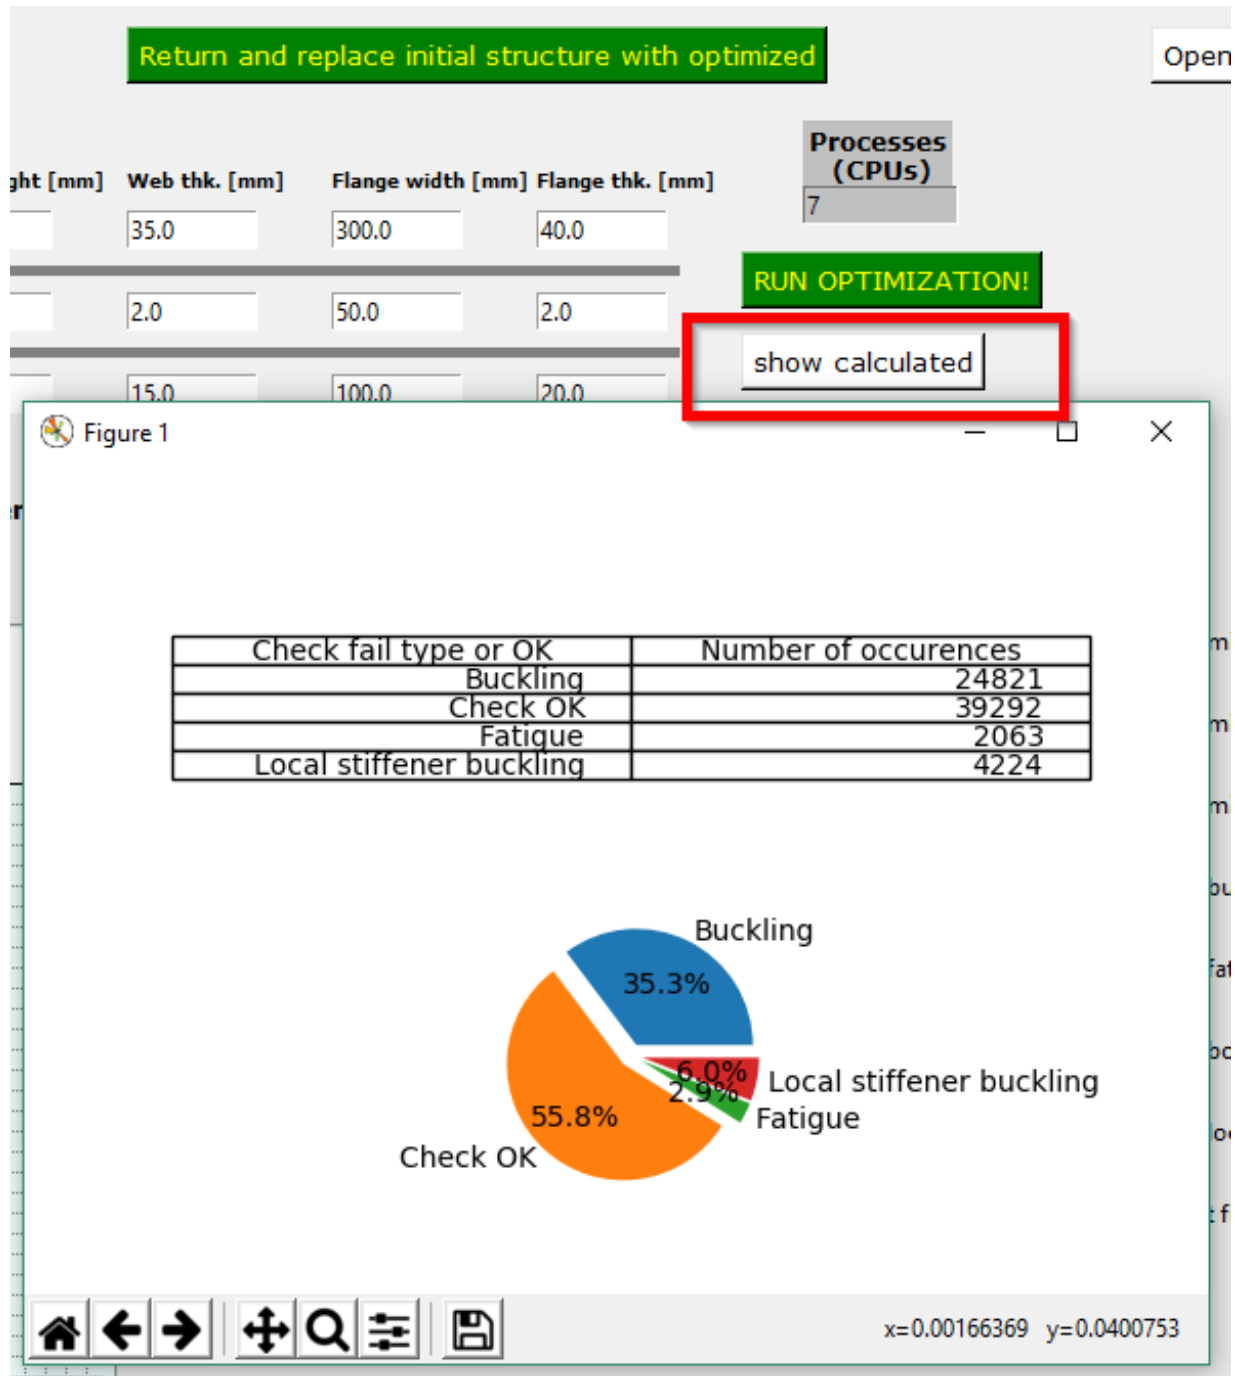 Return and replace initial structure with optimized
Open
Processes
(CPUs)
7
[mm] Web thk. [mm] Flange width [mm] Flange thk. [mm]
35.0 300.0 40.0
RUN OPTIMIZATION!
2.0 50.0 2.0
show calculated
15.0 100.0 20.0
Figure 1
Check fail type or OK Number of occurences
Buckling 24821
Check OK 39292
Fatigue 2063
Local stiffener buckling 4224
Buckling
35.3%
6.0%
Local stiffener buckling
2.9%
Fatigue
55.8%
Check OK
x=0.00166369 y=0.0400753